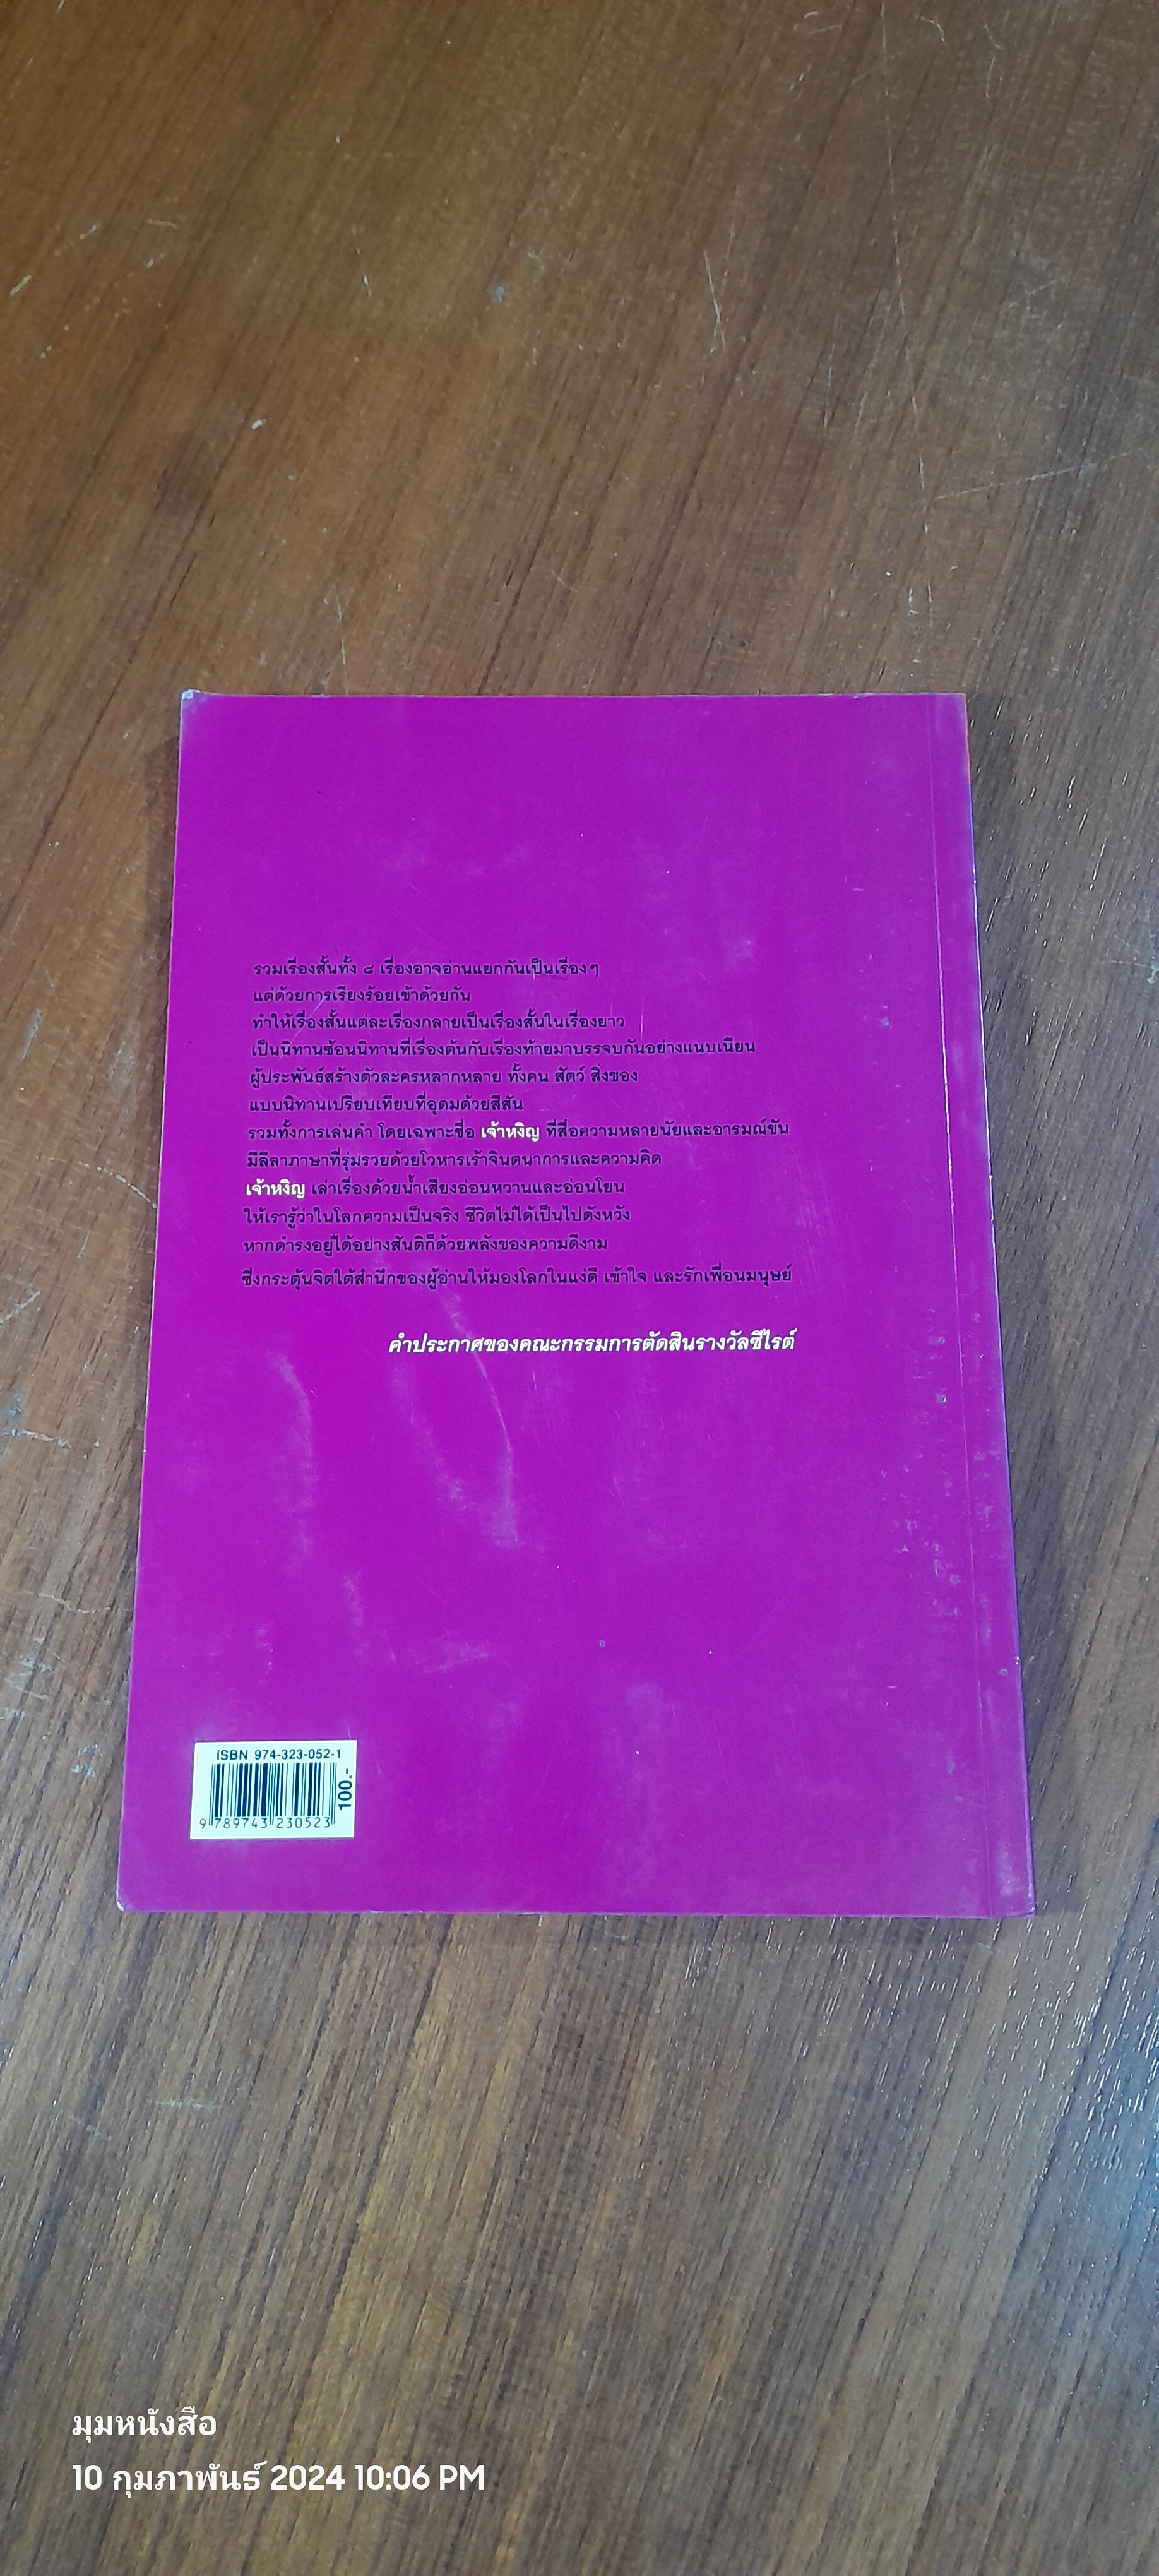 รวมเรื่องสั้นทั้ง ๘ เรื่องอาจอ่านแยกกันเป็นเรื่องๆ
แต่ด้วยการเรียงร้อยเข้าด้วยกัน
ทำให้เรื่องสั้นแต่ละเรื่องกลายเป็นเรื่องสั้นในเรื่องยาว
เป็นนิทานซ้อนนิทานที่เรื่องต้นกับเรื่องท้ายมาบรรจบกันอย่างแนบเนียน
ผู้ประพันธ์สร้างตัวละครหลากหลาย ทั้งคน สัตว์ สิ่งของ
แบบนิทานเปรียบเทียบที่อุดมด้วยสีสัน
รวมทั้งการเล่นคำ โดยเฉพาะชื่อ เจ้าหงิญ ที่สื่อความหลายนัยและอารมณ์ขัน
มีลีลาภาษาที่รุ่มรวยด้วยโวหารเร้าจินตนาการและความคิด
เจ้าหงิญ เล่าเรื่องด้วยน้ำเสียงอ่อนหวานและอ่อนโยน
ให้เรารู้ว่าในโลกความเป็นจริง ชีวิตไม่ได้เป็นไปดังหวัง
หากดำรงอยู่ได้อย่างสันติก็ด้วยพลังของความดีงาม
ซึ่งกระตุ้นจิตใต้สำนึกของผู้อ่านให้มองโลกในแง่ดี เข้าใจ และรักเพื่อนมนุษย์
คำประกาศของคณะกรรมการตัดสินรางวัลซีไรต์
ISBN 974-323-052-1
100.-
9 789743 230523
มุมหนังสือ
10 กุมภาพันธ์ 2024 10:06 PM